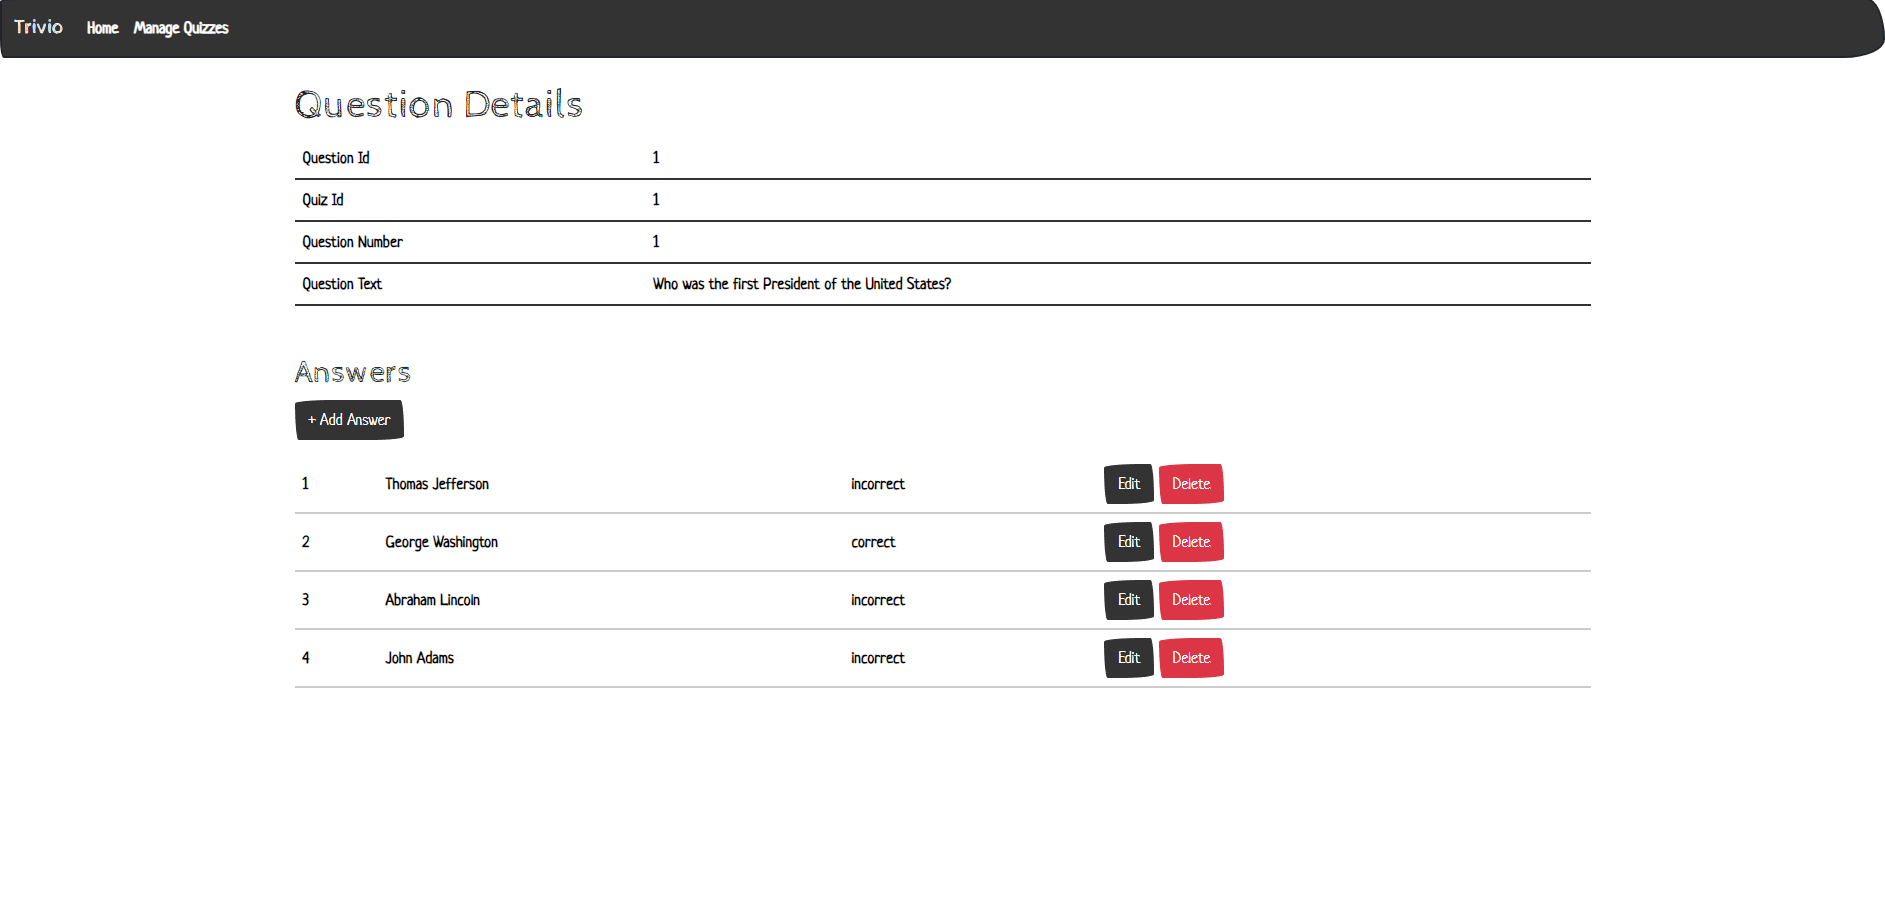 Trivio Home Manage Quizzes
Question Details
Question Id 1
Quiz Id 1
Question Number 1
Question Text Who was the first President of the United States?
Answers
+ Add Answer
1 Thomas Jefferson incorrect Edit Delete
2 George Washington correct Edit Delete
3 Abraham Lincoln incorrect Edit Delete
4 John Adams incorrect Edit Delete